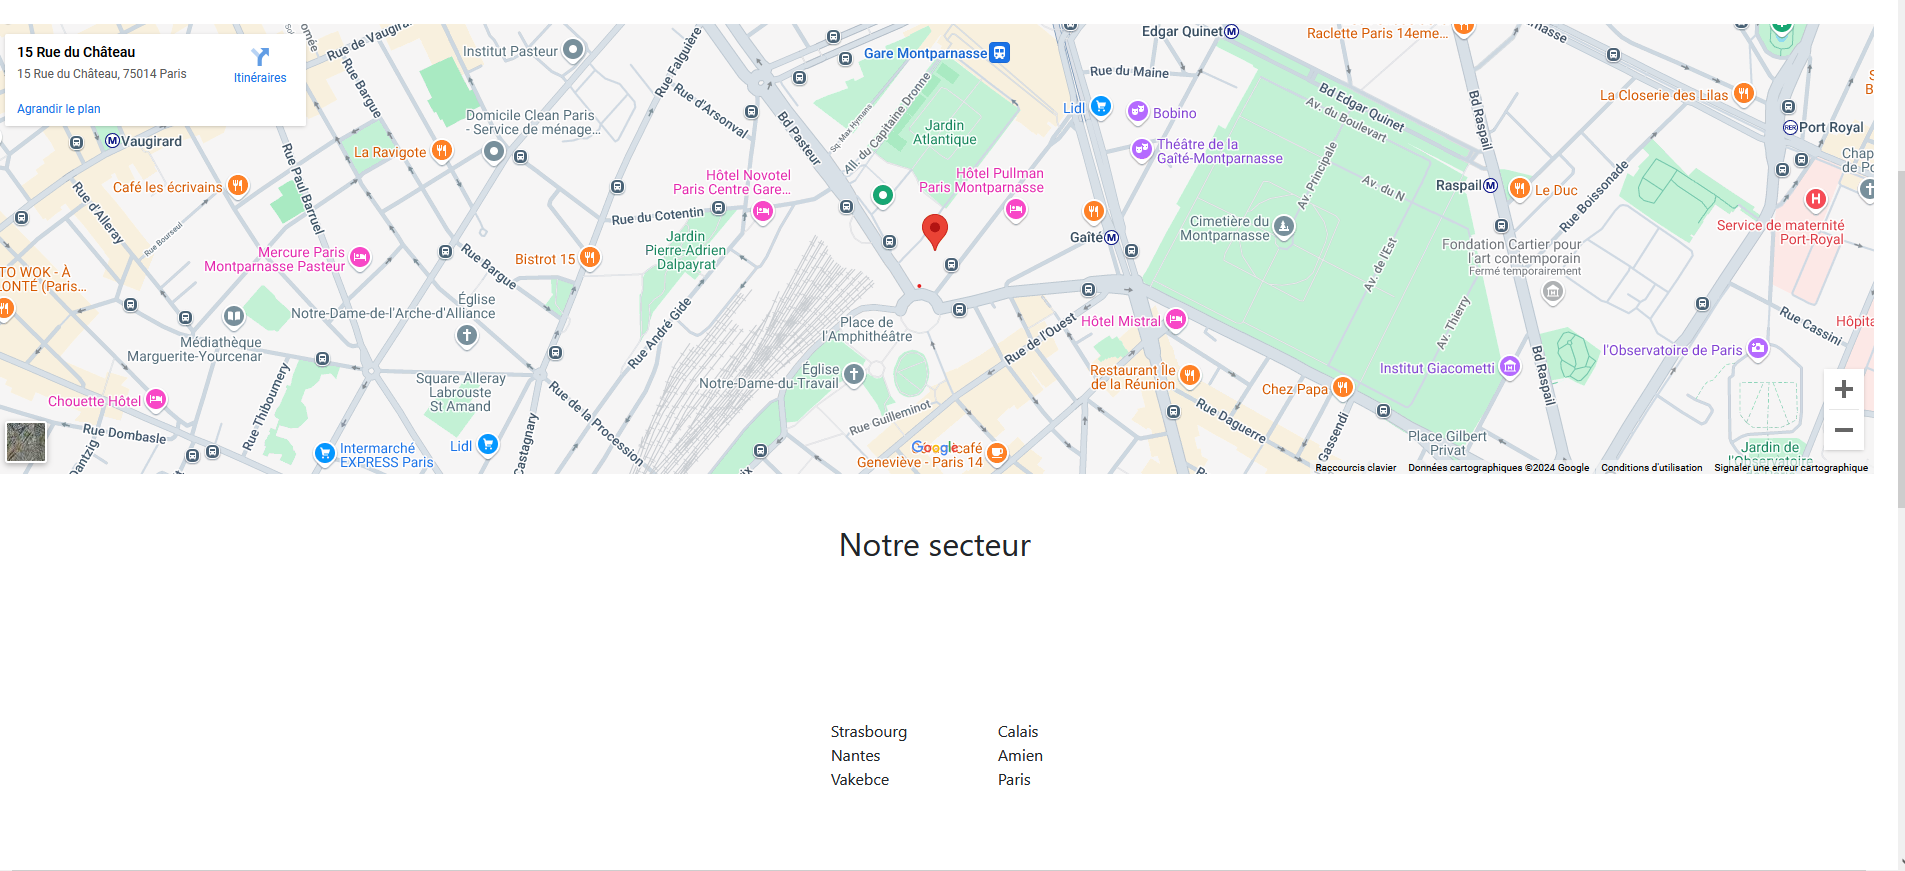 15 Rue du Château
15 Rue du Château, 75014 Paris
Itinéraires
Agrandir le plan
Rue de Vaugirard
Institut Pasteur
Rue Falguière
Gare Montparnasse
Edgar Quinet
Raclette Paris 14eme...
Rue Bargue
Rue du Maine
Bd Edgar Quinet
Av. du Boulevart
Bd Raspail
La Closerie des Lilas
Lidl
Bobino
Domicile Clean Paris
- Service de ménage...
Rue d'Arsonval
Bd Pasteur
Sq. Max Hymans
All. du Capitaine Dronne
Jardin
Atlantique
Port Royal
Vaugirard
La Ravigote
Théâtre de la
Gaîté-Montparnasse
Av. Principale
Rue Boissonade
Chap
de Po
Café les écrivains
Rue Paul Barruel
Hôtel Novotel
Paris Centre Gare...
Hôtel Pullman
Paris Montparnasse
Av. du N
Raspail
Le Duc
Rue d'Alleray
Rue Bourseul
Rue du Cotentin
Cimetière du
Montparnasse
Service de maternité
Port-Royal
Mercure Paris
Montparnasse Pasteur
Jardin
Pierre-Adrien
Dalpayrat
Gaîté
Fondation Cartier pour
l'art contemporain
Fermé temporairement
TO WOK - À
LONTÉ (Paris...
Rue Bargue
Bistrot 15
Av. de l'Est
Église
Notre-Dame-de-l'Arche-d'Alliance
Rue André Gide
Place de
l'Amphithéâtre
Rue de l'Ouest
Hôtel Mistral
Av. Thierry
Rue Cassini
Hôpita
Médiathèque
Marguerite-Yourcenar
l'Observatoire de Paris
Square Alleray
Labrouste
St Amand
Église
Notre-Dame-du-Travail
Restaurant Île
de la Réunion
Chez Papa
Institut Giacometti
Bd Raspail
Chouette Hôtel
Rue Thiboumery
Rue de la Procession
Rue Guilleminot
Rue Daguerre
Gassendi
Rue Dombasle
Dantzig
Intermarché
EXPRESS Paris
Lidl
Castagnary
Google
Geneviève - Paris 14
Place Gilbert
Privat
Jardin de
l'Observatoire
Raccourcis clavier
Données cartographiques ©2024 Google
Conditions d'utilisation
Signaler une erreur cartographique
Notre secteur
Strasbourg
Calais
Nantes
Amien
Vakebce
Paris